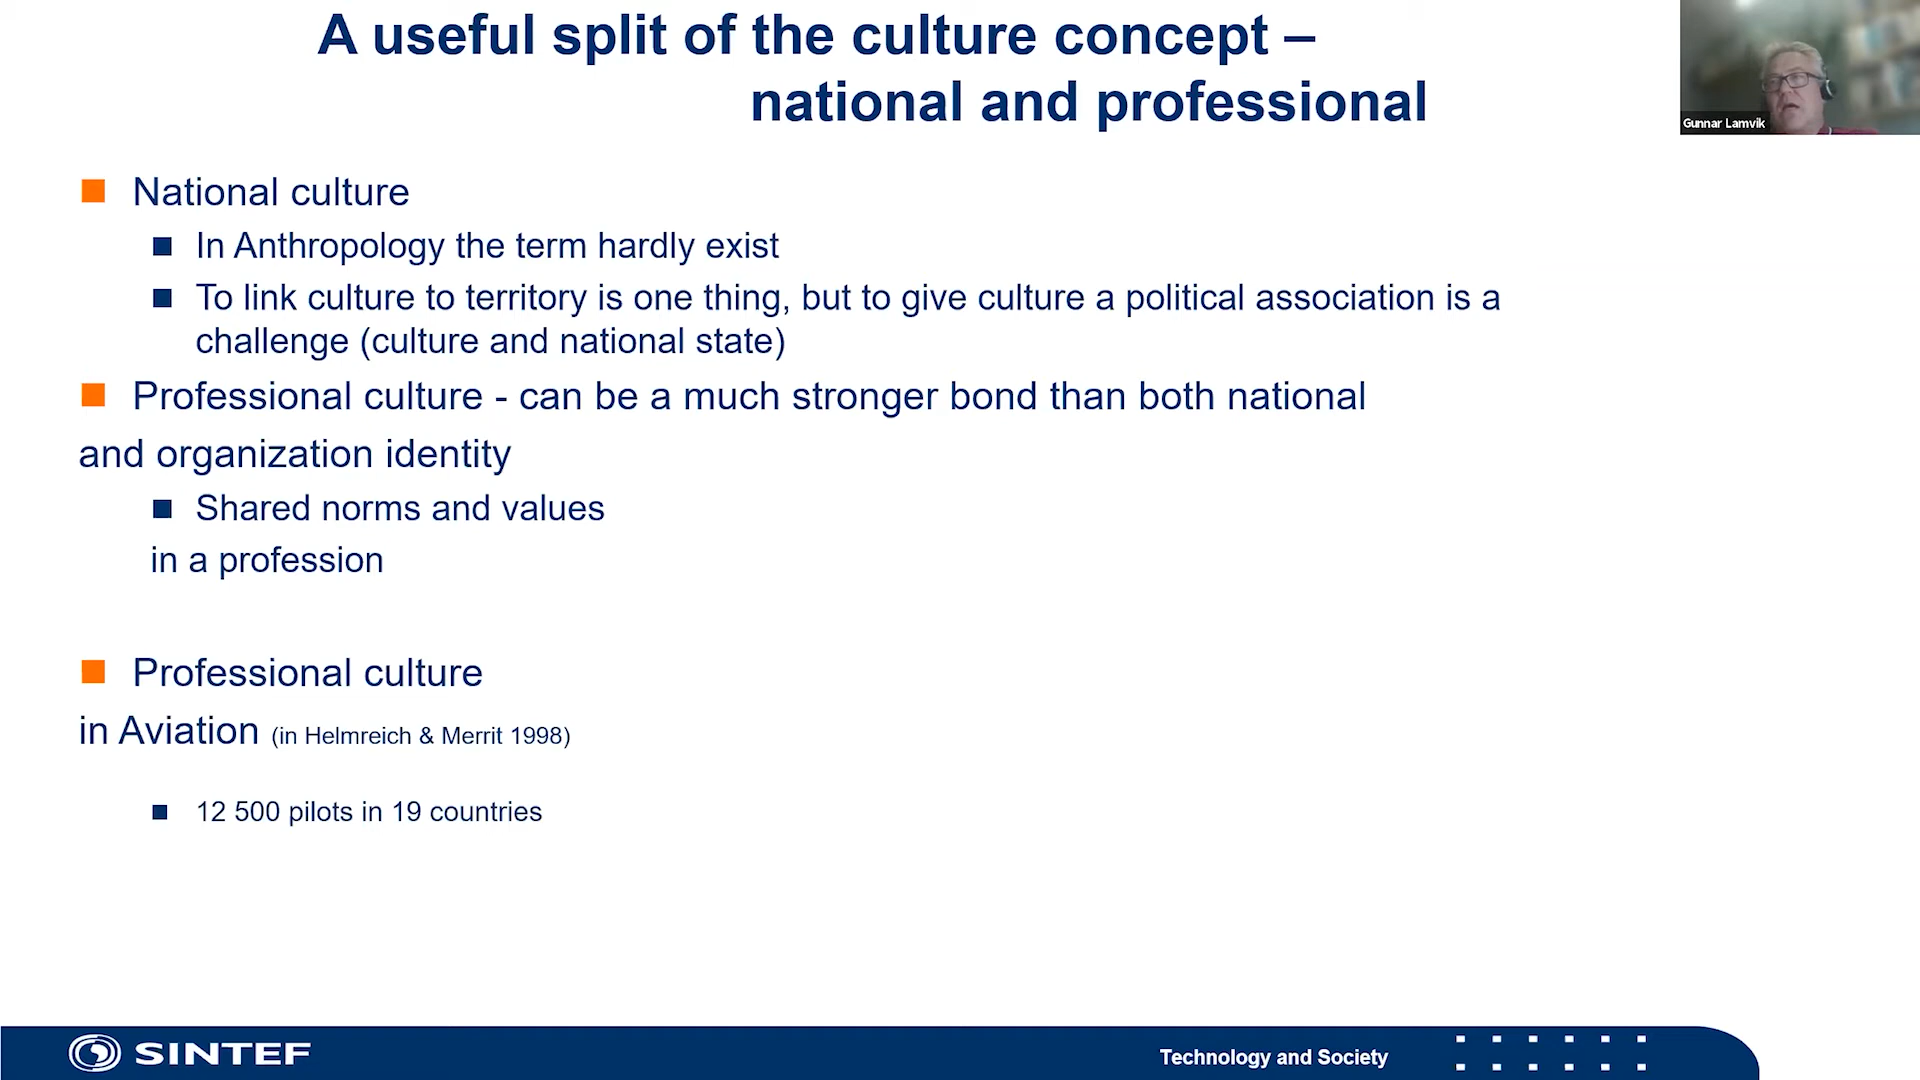 A useful split of the culture concept –
national and professional
Gunnar Lamvik
National culture
In Anthropology the term hardly exist
To link culture to territory is one thing, but to give culture a political association is a
challenge (culture and national state)
Professional culture - can be a much stronger bond than both national
and organization identity
Shared norms and values
in a profession
Professional culture
in Aviation (in Helmreich & Merrit 1998)
12 500 pilots in 19 countries
SINTEF
Technology and Society